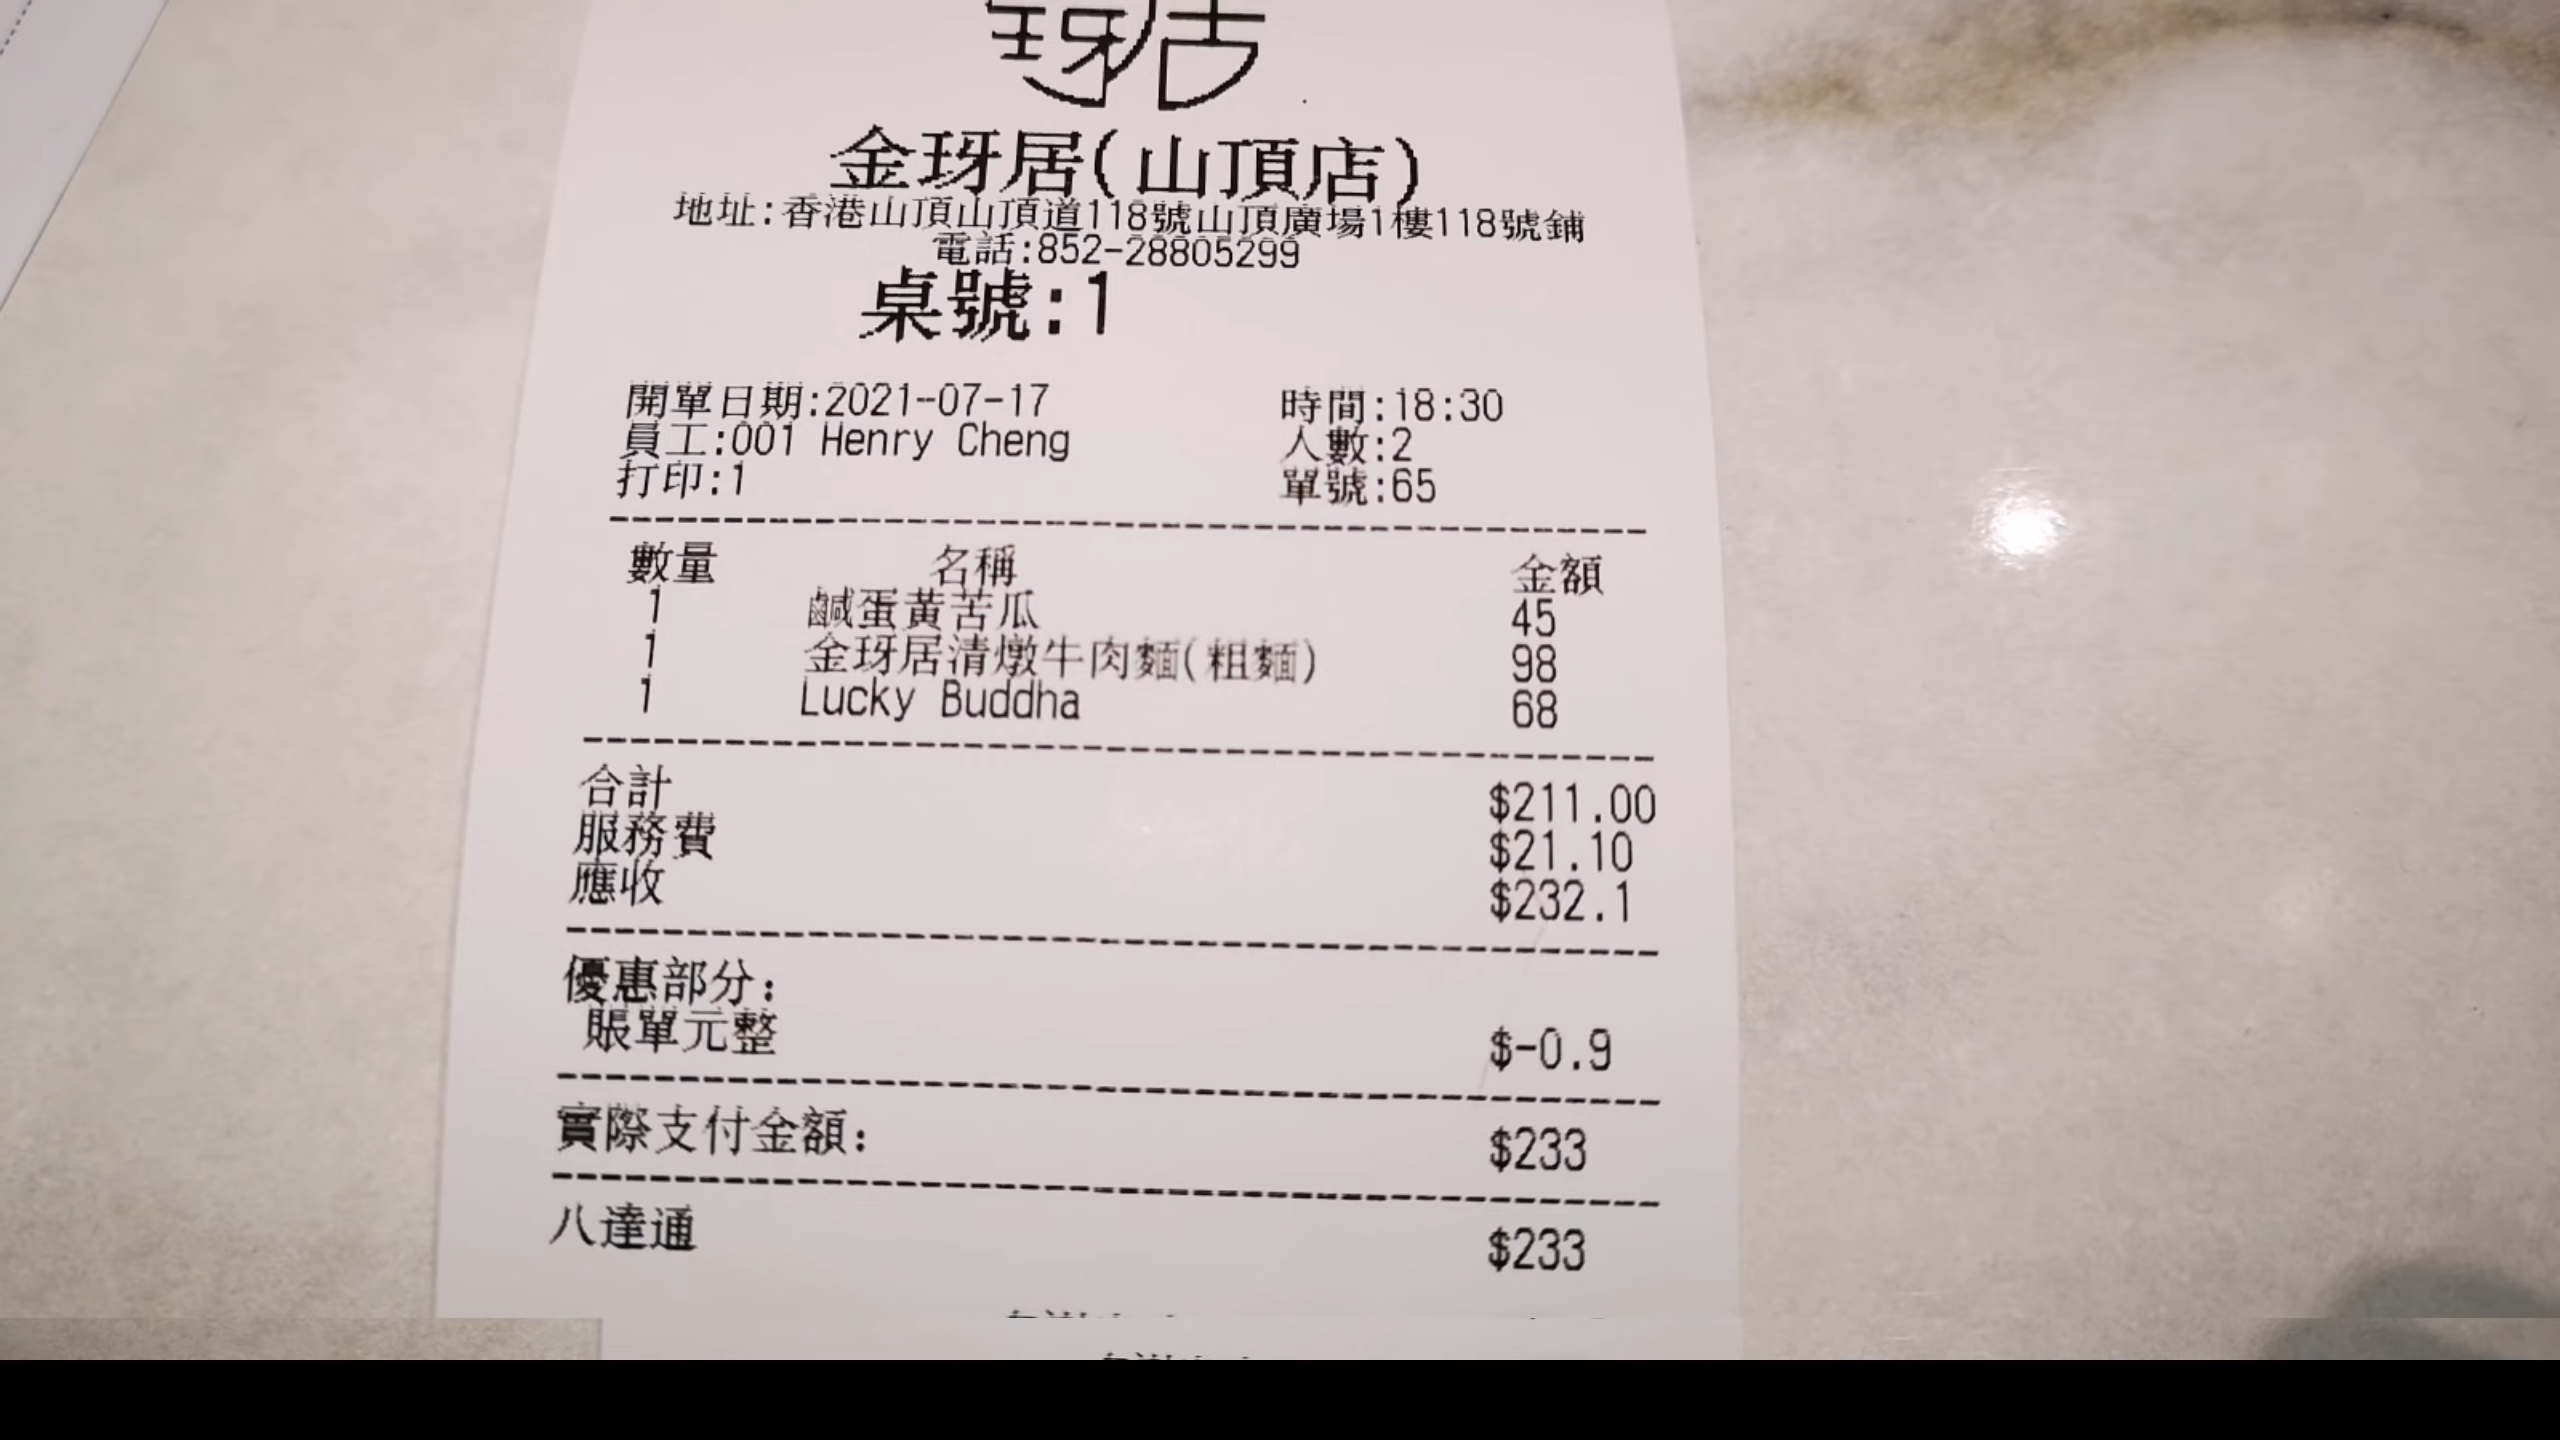 金玡居(山頂店)
地址:香港山頂山頂道118號山頂廣場1樓118號鋪
電話:852-28805299
桌號:1
開單日期:2021-07-17 時間:18:30
員工:001 Henry Cheng 人數:2
打印:1 單號:65
數量 名稱 金額
1 鹹蛋黃苦瓜 45
1 金玡居清燉牛肉麵(粗麵) 98
1 Lucky Buddha 68
合計 $211.00
服務費 $21.10
應收 $232.1
優惠部分:
賬單元整 $-0.9
實際支付金額: $233
八達通 $233